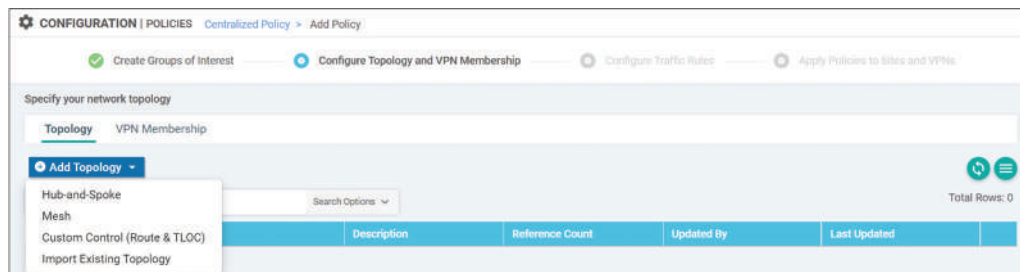 CONFIGURATION | POLICIES Centralized Policy > Add Policy
Create Groups of Interest Configure Topology and VPN Membership Configure Traffic Rules Apply Policies to Sites and VPNs
Specify your network topology
Topology VPN Membership
Add Topology
Hub-and-Spoke
Search Options
Total Rows: 0
Mesh
Custom Control (Route & TLOC)
Description Reference Count Updated By Last Updated
Import Existing Topology